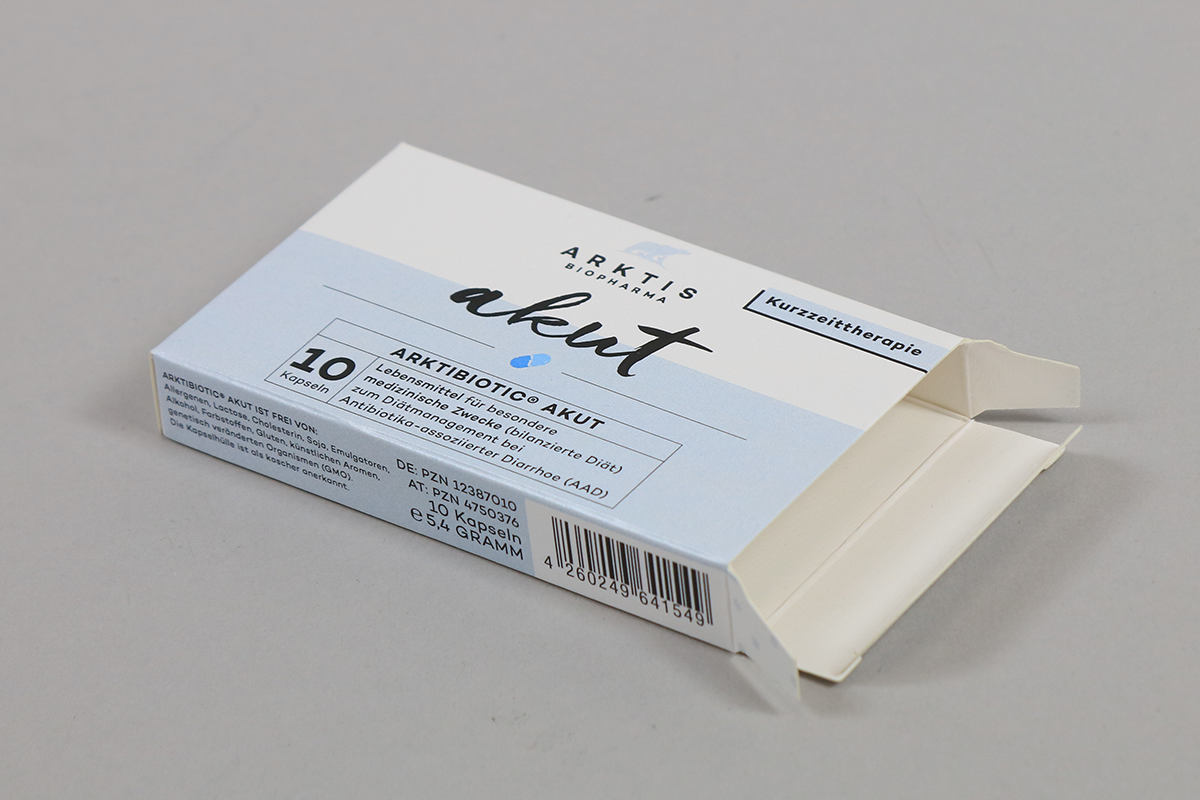 ARKTIS
BIOPHARMA
akut
Kurzzeittherapie
10
Kapseln
ARKTIBIOTIC® AKUT
Lebensmittel für besondere
medizinische Zwecke (bilanzierte Diät)
zum Diätmanagement bei
Antibiotika-assoziierter Diarrhoe (AAD)
ARKTIBIOTIC® AKUT IST FREI VON:
Allergenen, Lactose, Cholesterin, Soja, Emulgatoren,
Alkohol, Farbstoffen, Gluten, künstlichen Aromen,
genetisch veränderten Organismen (GMO).
Die Kapselhülle ist als koscher anerkannt.
DE: PZN 12387010
AT: PZN 4750376
10 Kapseln
℮ 5,4 GRAMM
4 260249 641549